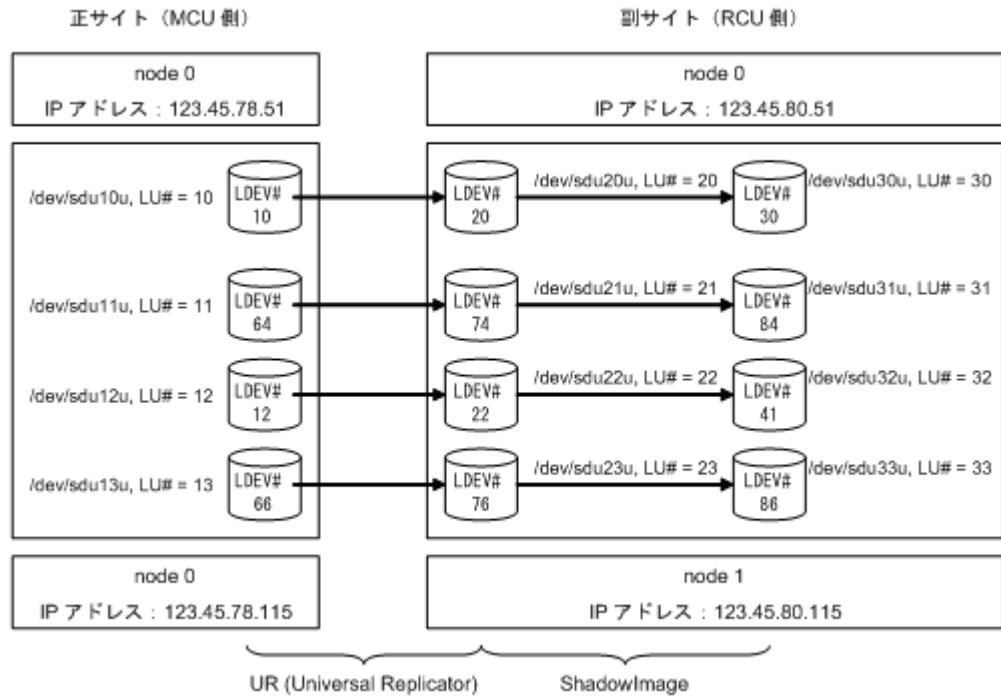 正サイト（MCU 側）
副サイト（RCU 側）
node 0
IP アドレス：123.45.78.51
node 0
IP アドレス：123.45.80.51
/dev/sdu10u, LU# = 10
LDEV#
10
LDEV#
20
/dev/sdu20u, LU# = 20
LDEV#
30
/dev/sdu30u, LU# = 30
/dev/sdu11u, LU# = 11
LDEV#
64
LDEV#
74
/dev/sdu21u, LU# = 21
LDEV#
84
/dev/sdu31u, LU# = 31
/dev/sdu12u, LU# = 12
LDEV#
12
LDEV#
22
/dev/sdu22u, LU# = 22
LDEV#
41
/dev/sdu32u, LU# = 32
/dev/sdu13u, LU# = 13
LDEV#
66
LDEV#
76
/dev/sdu23u, LU# = 23
LDEV#
86
/dev/sdu33u, LU# = 33
node 0
IP アドレス：123.45.78.115
node 1
IP アドレス：123.45.80.115
UR (Universal Replicator)
ShadowImage